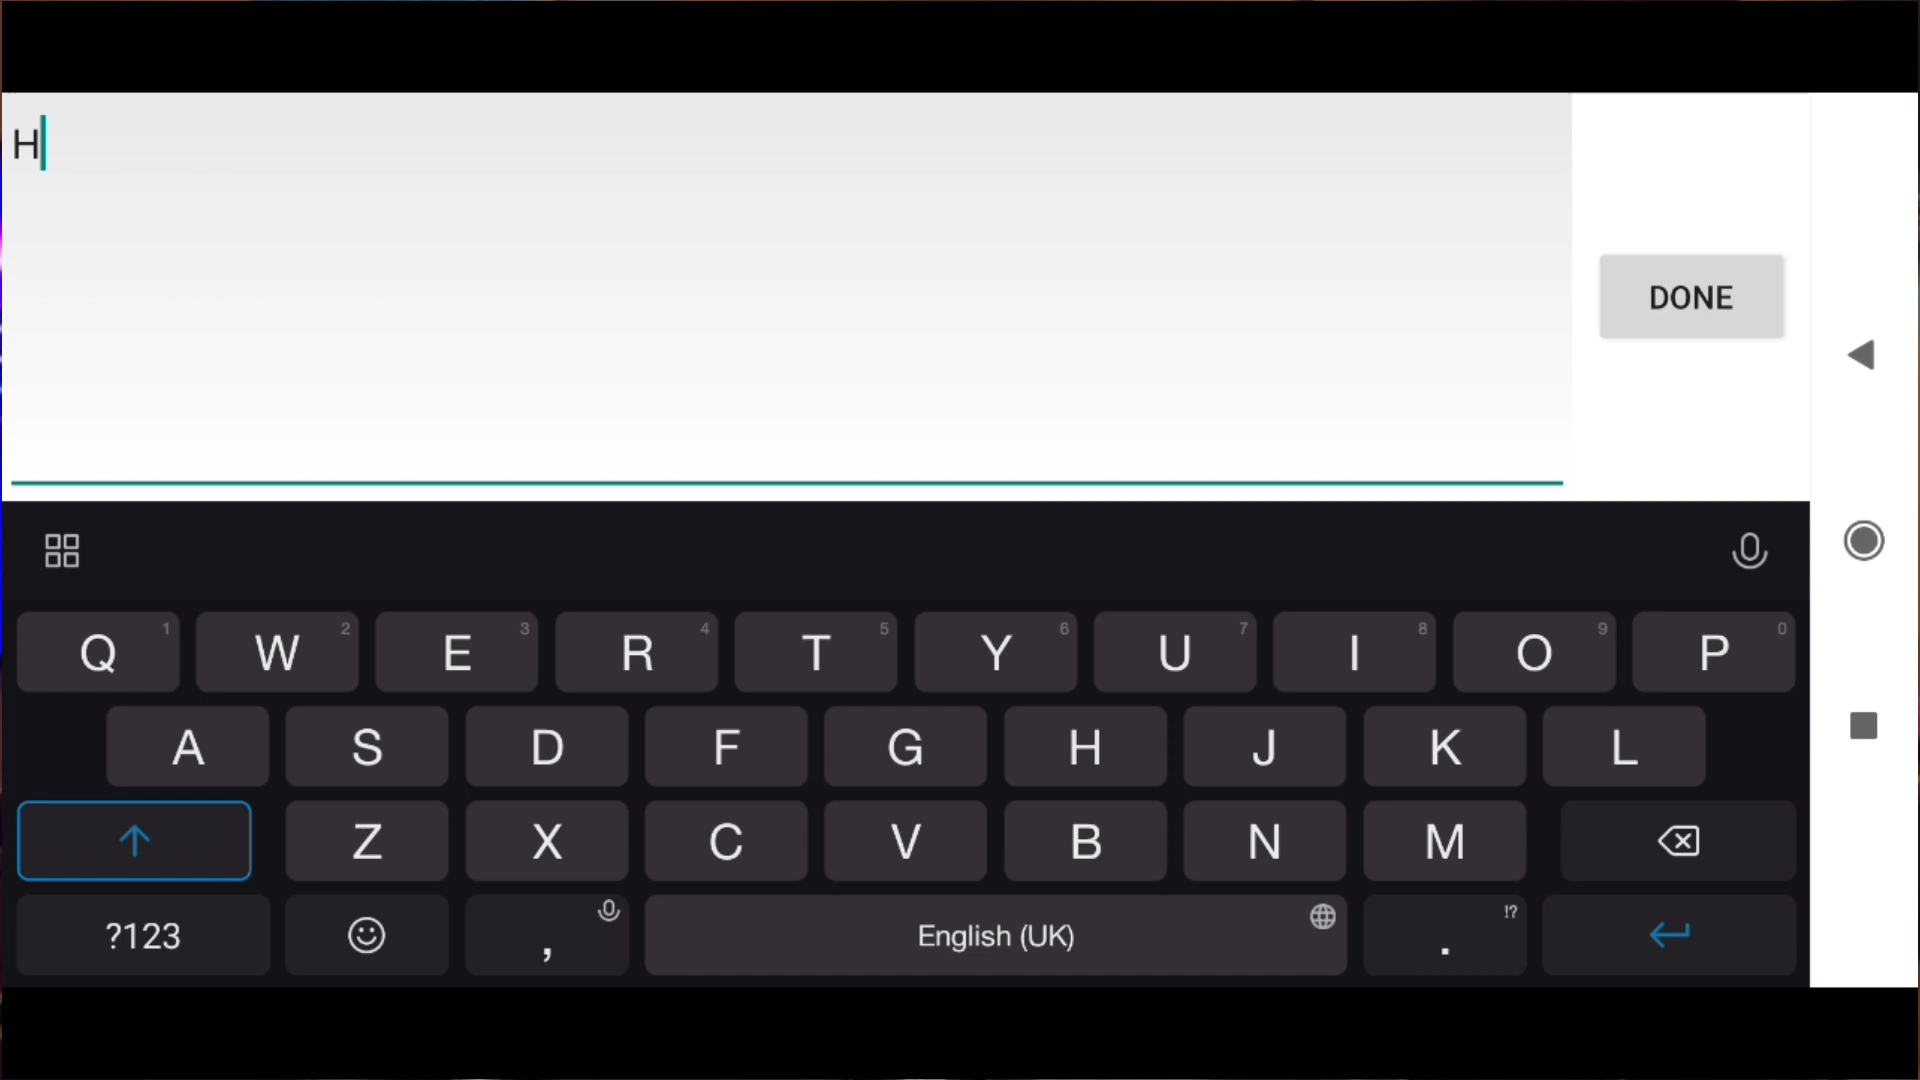 H
DONE
Q 1 W 2 E 3 R 4 T 5 Y 6 U 7 I 8 O 9 P 0
A S D F G H J K L
Z X C V B N M
?123 , English (UK) . !?